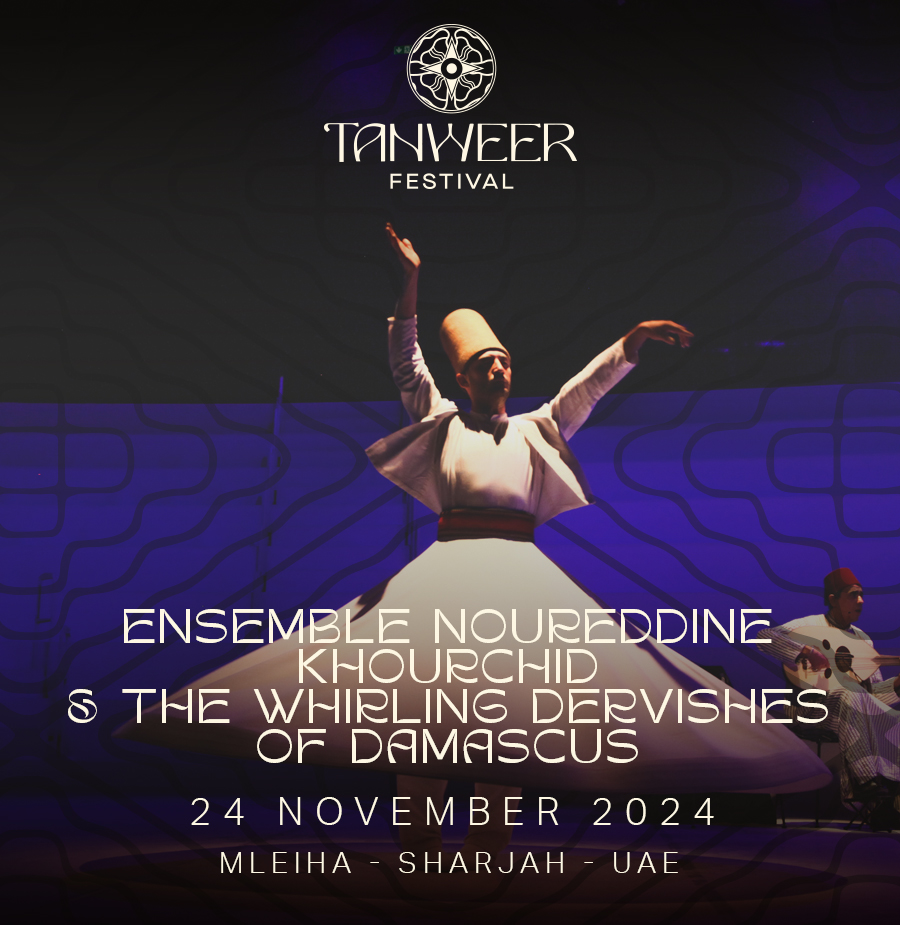 TANWEER
FESTIVAL
ENSEMBLE NOUREDDINE
KHOURCHID
& THE WHIRLING DERVISHES
OF DAMASCUS
24 NOVEMBER 2024
MLEIHA - SHARJAH - UAE